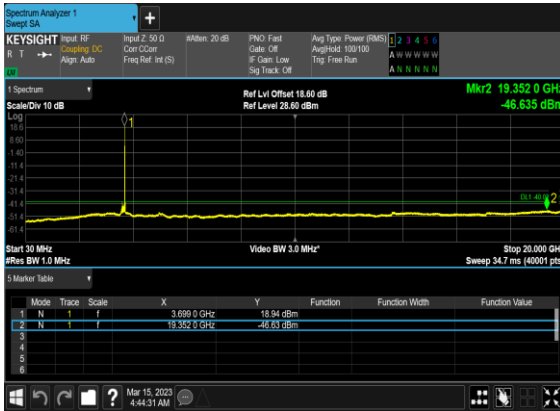 Spectrum Analyzer 1
Swept SA
+
KEYSIGHT
R T
Input: RF
Coupling: DC
Align: Auto
Input Z: 50 Ω
Corr CCorr
Freq Ref: Int (S)
#Atten: 20 dB
PNO: Fast
Gate: Off
IF Gain: Low
Sig Track: Off
Avg Type: Power (RMS)
Avg|Hold: 100/100
Trig: Free Run
1 2 3 4 5 6
A W W W W W
A N N N N N
1 Spectrum
Scale/Div 10 dB
Ref Lvl Offset 18.60 dB
Ref Level 28.60 dBm
Mkr2 19.352 0 GHz
-46.635 dBm
Log
18.6
8.60
-1.40
-11.4
-21.4
-31.4
-41.4
-51.4
-61.4
1
2
Start 30 MHz
#Res BW 1.0 MHz
Video BW 3.0 MHz*
Stop 20.000 GH
Sweep 34.7 ms (40001 pts
5 Marker Table
Mode Trace Scale X Y Function Function Width Function Value
1 N 1 f 3.699 0 GHz 18.94 dBm
2 N 1 f 19.352 0 GHz -46.63 dBm
3
4
5
6
?
Mar 15, 2023
4:44:31 AM